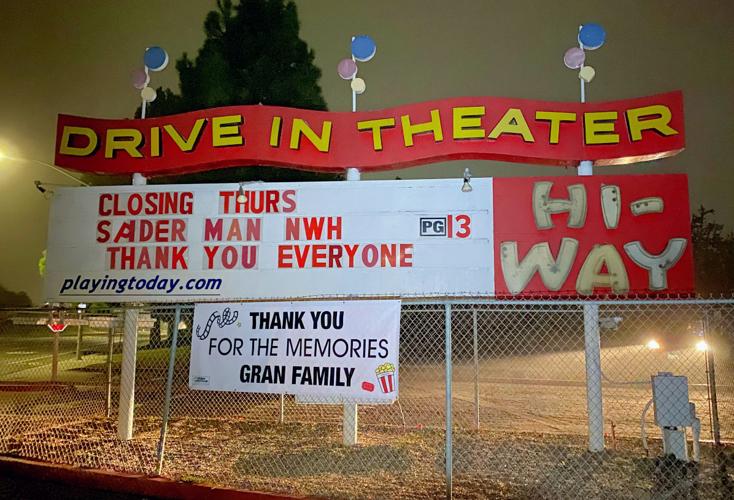 DRIVE IN THEATER
CLOSING THURS
SADER MAN NWH
PG 13
THANK YOU EVERYONE
playingtoday.com
HI-
WAY
THANK YOU
FOR THE MEMORIES
GRAN FAMILY